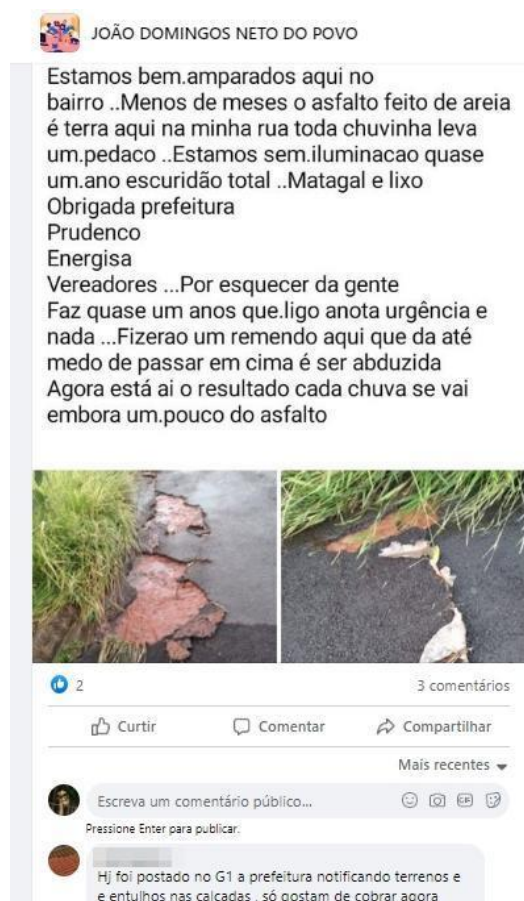 JOÃO DOMINGOS NETO DO POVO
Estamos bem.amparados aqui no
bairro ..Menos de meses o asfalto feito de areia
é terra aqui na minha rua toda chuvinha leva
um.pedaco ..Estamos sem.iluminacao quase
um.ano escuridão total ..Matagal e lixo
Obrigada prefeitura
Prudenco
Energisa
Vereadores ...Por esquecer da gente
Faz quase um anos que.ligo anota urgência e
nada ...Fizerao um remendo aqui que da até
medo de passar em cima é ser abduzida
Agora está ai o resultado cada chuva se vai
embora um.pouco do asfalto
2
3 comentários
Curtir
Comentar
Compartilhar
Mais recentes
Escreva um comentário público...
GIF
Pressione Enter para publicar.
Hj foi postado no G1 a prefeitura notificando terrenos e
e entulhos nas calçadas , só gostam de cobrar agora